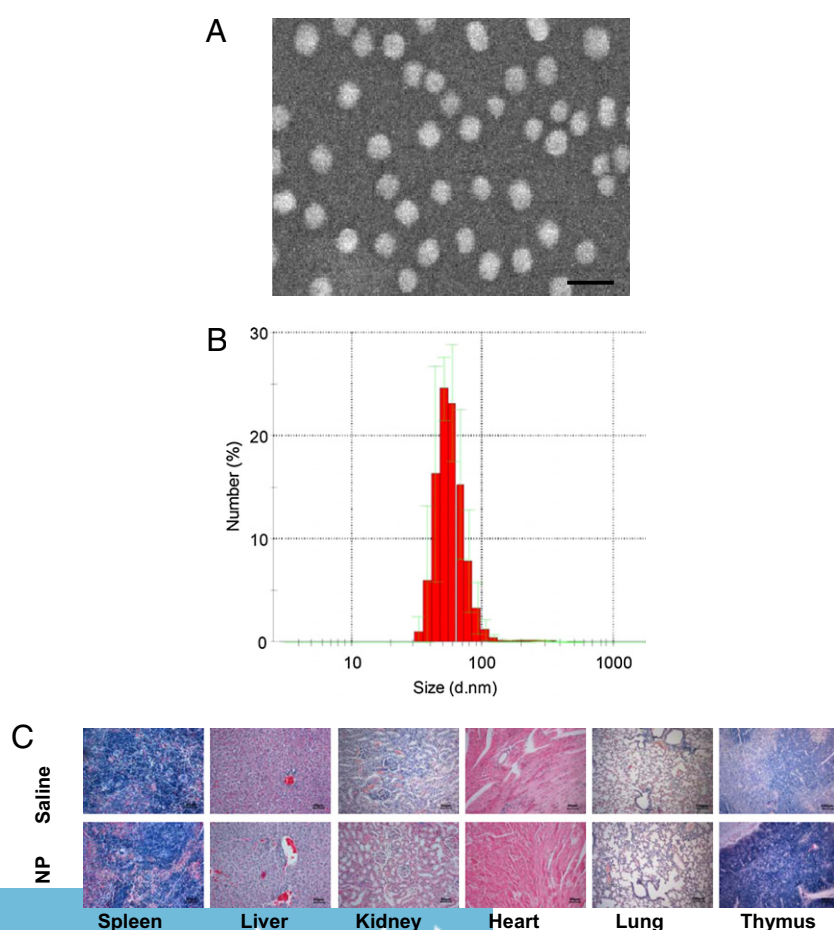 A
B
30
20
10
0
Number (%)
10 100 1000
Size (d.nm)
C
Saline
NP
Spleen Liver Kidney Heart Lung Thymus